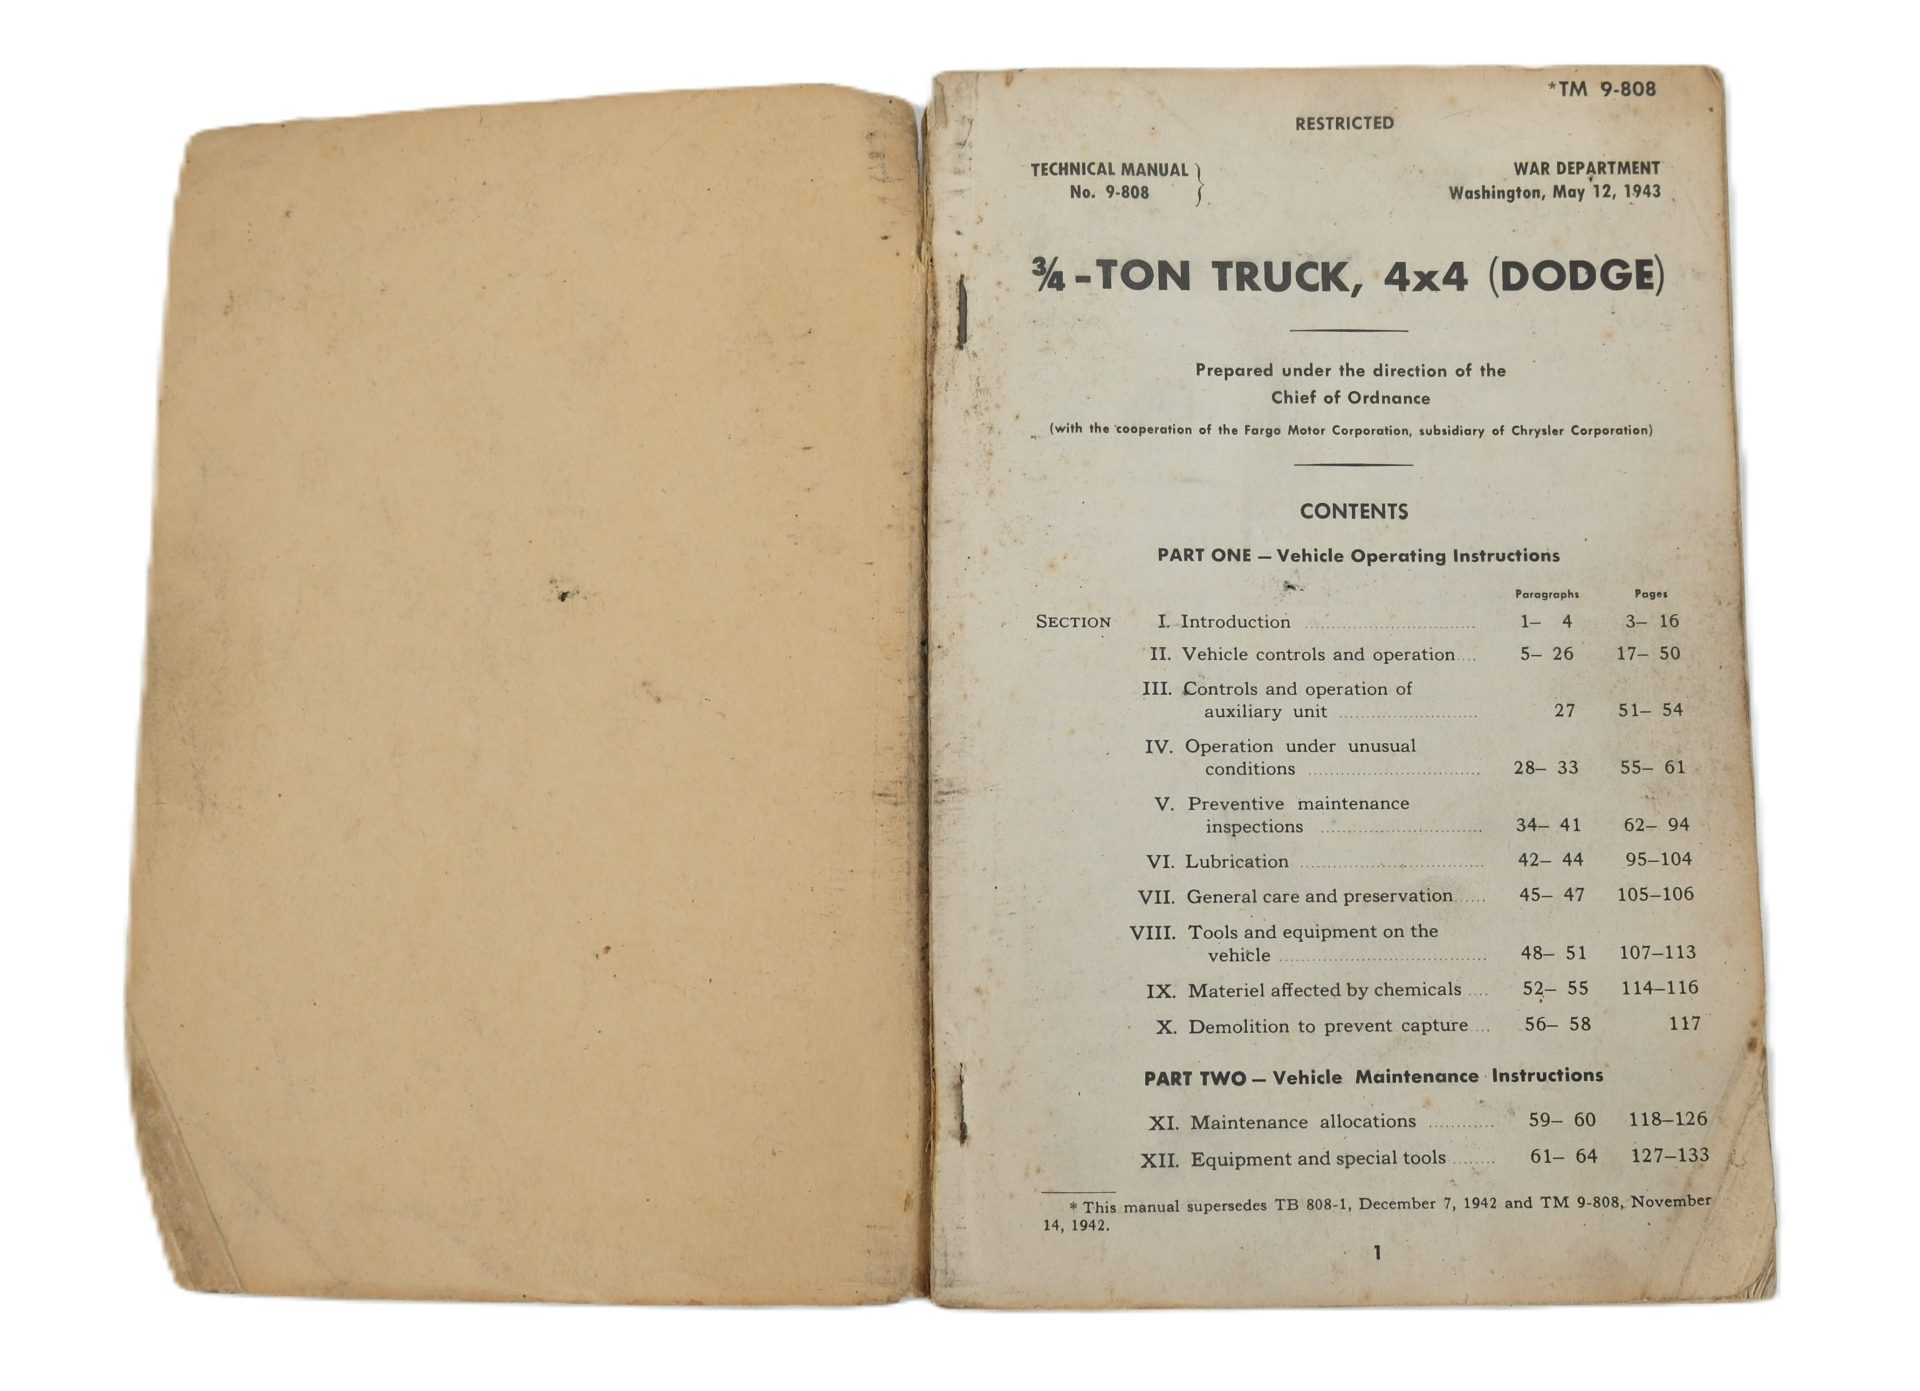 *TM 9-808
RESTRICTED
TECHNICAL MANUAL } WAR DEPARTMENT
No. 9-808 Washington, May 12, 1943
¾-TON TRUCK, 4x4 (DODGE)
Prepared under the direction of the
Chief of Ordnance
(with the cooperation of the Fargo Motor Corporation, subsidiary of Chrysler Corporation)
CONTENTS
PART ONE — Vehicle Operating Instructions
Paragraphs Pages
SECTION I. Introduction 1– 4 3– 16
II. Vehicle controls and operation 5– 26 17– 50
III. Controls and operation of
auxiliary unit 27 51– 54
IV. Operation under unusual
conditions 28– 33 55– 61
V. Preventive maintenance
inspections 34– 41 62– 94
VI. Lubrication 42– 44 95–104
VII. General care and preservation 45– 47 105–106
VIII. Tools and equipment on the
vehicle 48– 51 107–113
IX. Materiel affected by chemicals 52– 55 114–116
X. Demolition to prevent capture 56– 58 117
PART TWO — Vehicle Maintenance Instructions
XI. Maintenance allocations 59– 60 118–126
XII. Equipment and special tools 61– 64 127–133
* This manual supersedes TB 808-1, December 7, 1942 and TM 9-808, November
14, 1942.
1